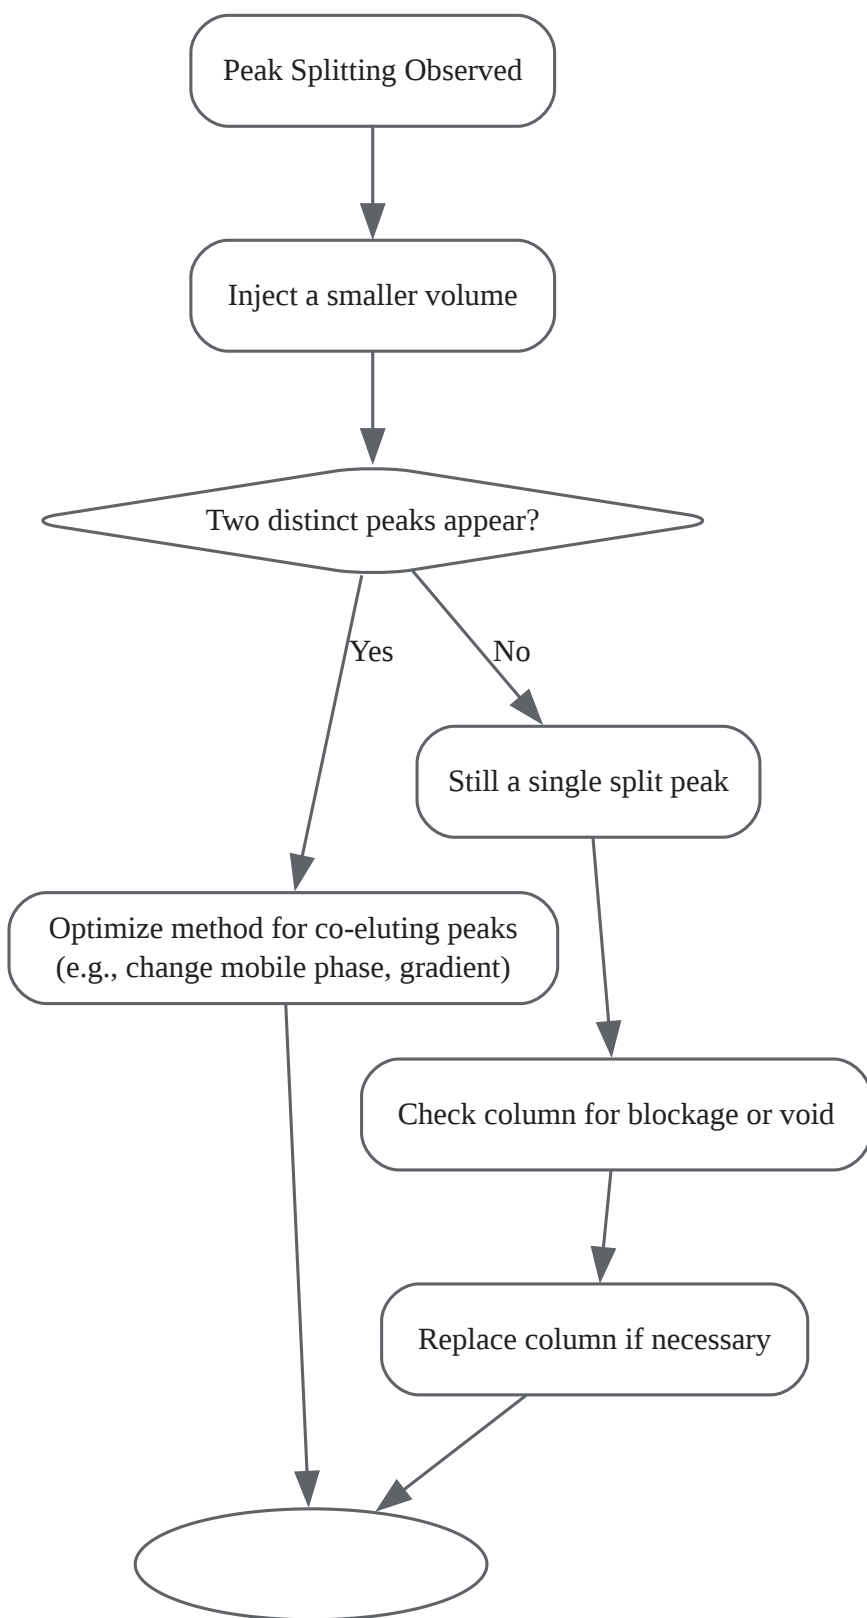 Peak Splitting Observed
Inject a smaller volume
Two distinct peaks appear?
Yes
No
Still a single split peak
Optimize method for co-eluting peaks
(e.g., change mobile phase, gradient)
Check column for blockage or void
Replace column if necessary